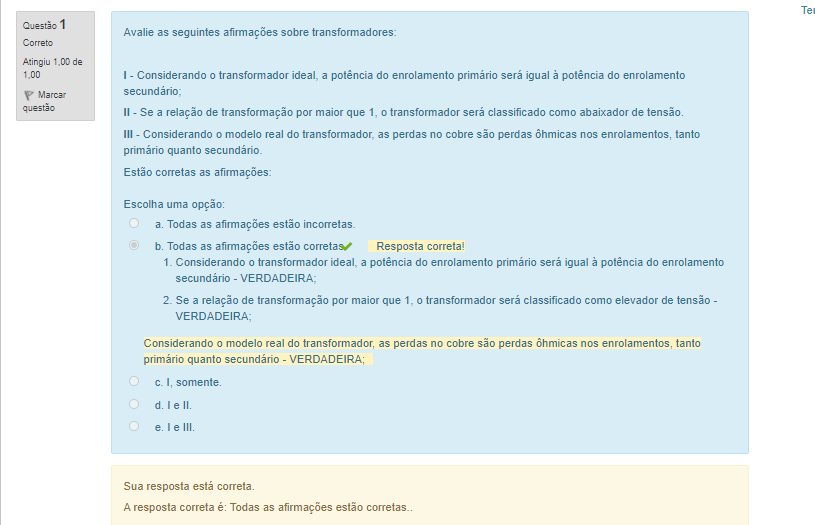 Questão 1
Correto
Atingiu 1,00 de
1,00
Marcar
questão
Ter
Avalie as seguintes afirmações sobre transformadores:
I - Considerando o transformador ideal, a potência do enrolamento primário será igual à potência do enrolamento
secundário;
II - Se a relação de transformação por maior que 1, o transformador será classificado como abaixador de tensão.
III - Considerando o modelo real do transformador, as perdas no cobre são perdas ôhmicas nos enrolamentos, tanto
primário quanto secundário.
Estão corretas as afirmações:
Escolha uma opção:
a. Todas as afirmações estão incorretas.
b. Todas as afirmações estão corretas. Resposta correta!
1. Considerando o transformador ideal, a potência do enrolamento primário será igual à potência do enrolamento
secundário - VERDADEIRA;
2. Se a relação de transformação por maior que 1, o transformador será classificado como elevador de tensão -
VERDADEIRA;
Considerando o modelo real do transformador, as perdas no cobre são perdas ôhmicas nos enrolamentos, tanto
primário quanto secundário - VERDADEIRA;
c. I, somente.
d. I e II.
e. I e III.
Sua resposta está correta.
A resposta correta é: Todas as afirmações estão corretas..